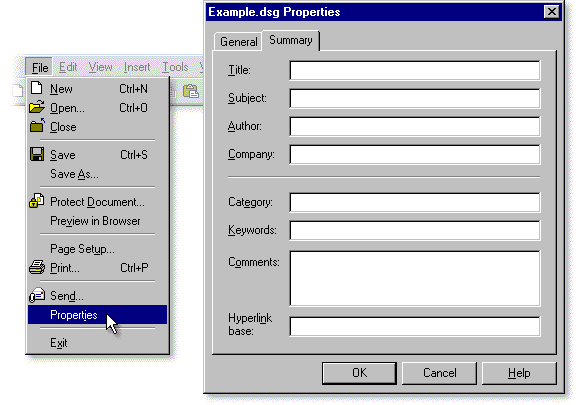 Example.dsg Properties
General Summary
Title:
Subject:
Author:
Company:
Category:
Keywords:
Comments:
Hyperlink
base:
OK Cancel Help
File Edit View Insert Tools
New Ctrl+N
Open... Ctrl+O
Close
Save Ctrl+S
Save As...
Protect Document...
Preview in Browser
Page Setup...
Print... Ctrl+P
Send...
Properties
Exit